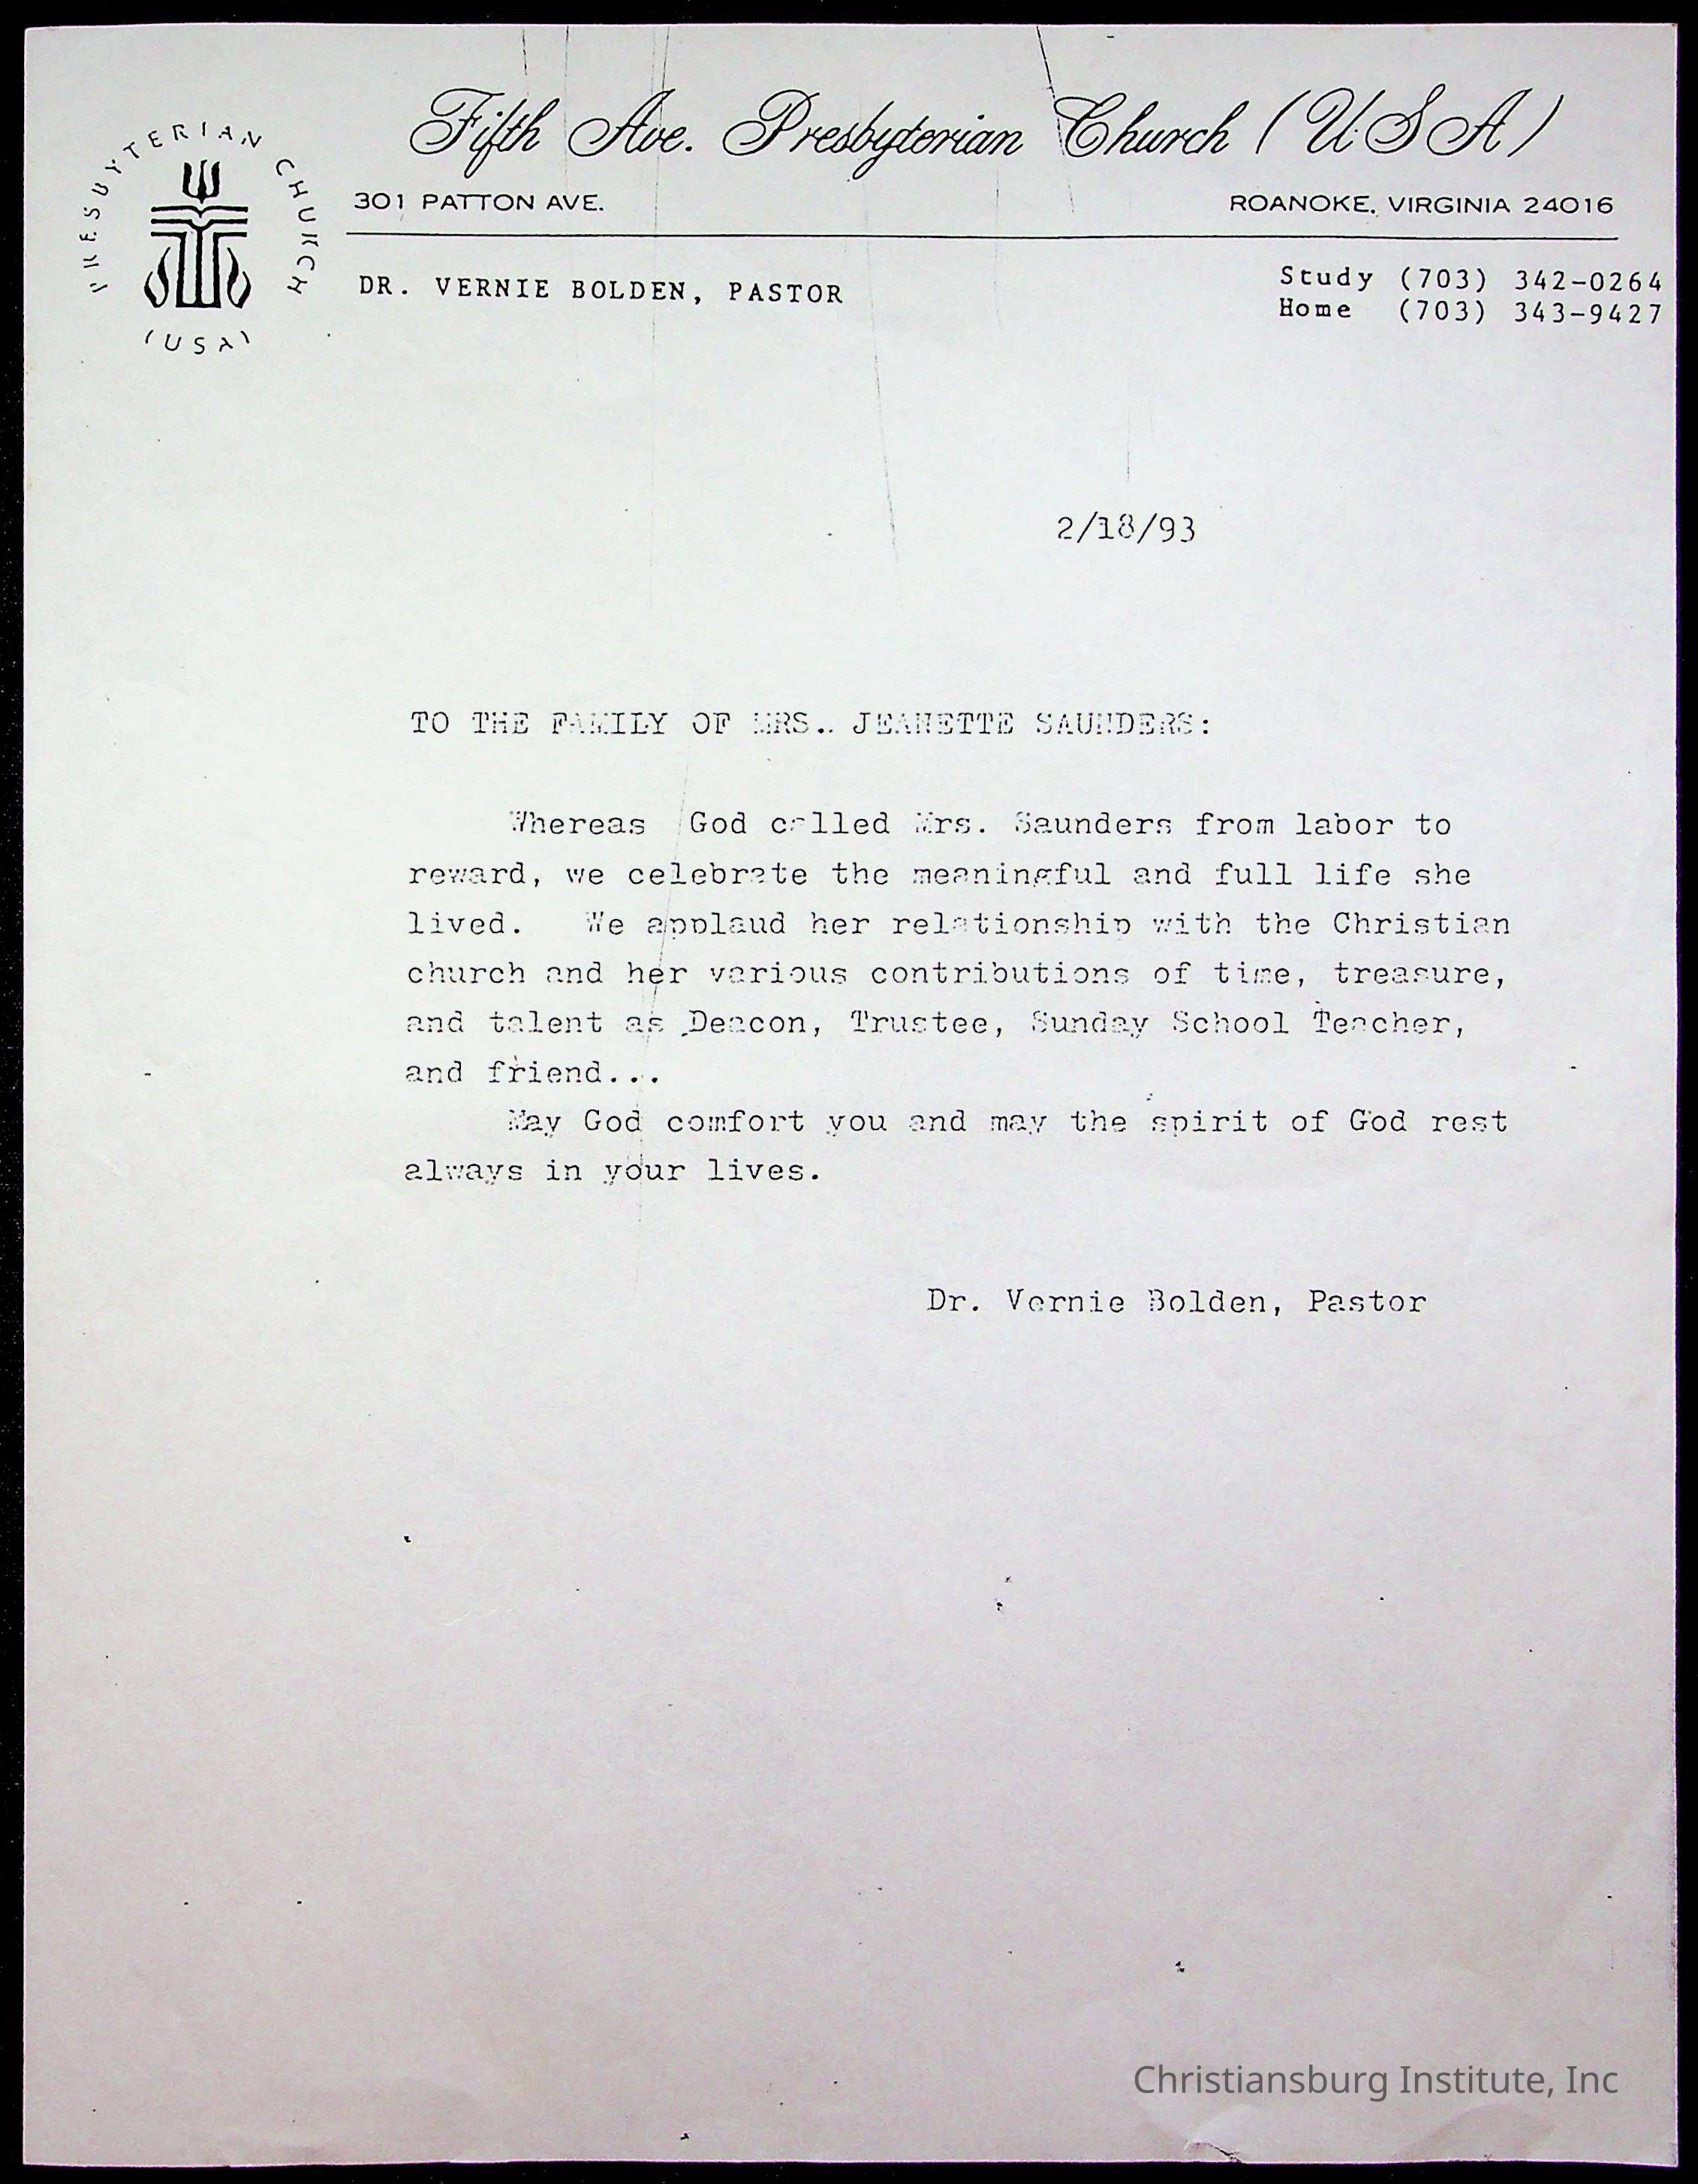 Fifth Ave. Presbyterian Church (USA)
PRESBYTERIAN CHURCH
(USA)
301 PATTON AVE. ROANOKE, VIRGINIA 24016
DR. VERNIE BOLDEN, PASTOR
Study (703) 342-0264
Home (703) 343-9427
2/18/93
TO THE FAMILY OF MRS.. JEANETTE SAUNDERS:
Whereas God called Mrs. Saunders from labor to
reward, we celebrate the meaningful and full life she
lived. We applaud her relationship with the Christian
church and her various contributions of time, treasure,
and talent as Deacon, Trustee, Sunday School Teacher,
and friend...
May God comfort you and may the spirit of God rest
always in your lives.
Dr. Vernie Bolden, Pastor
Christiansburg Institute, Inc